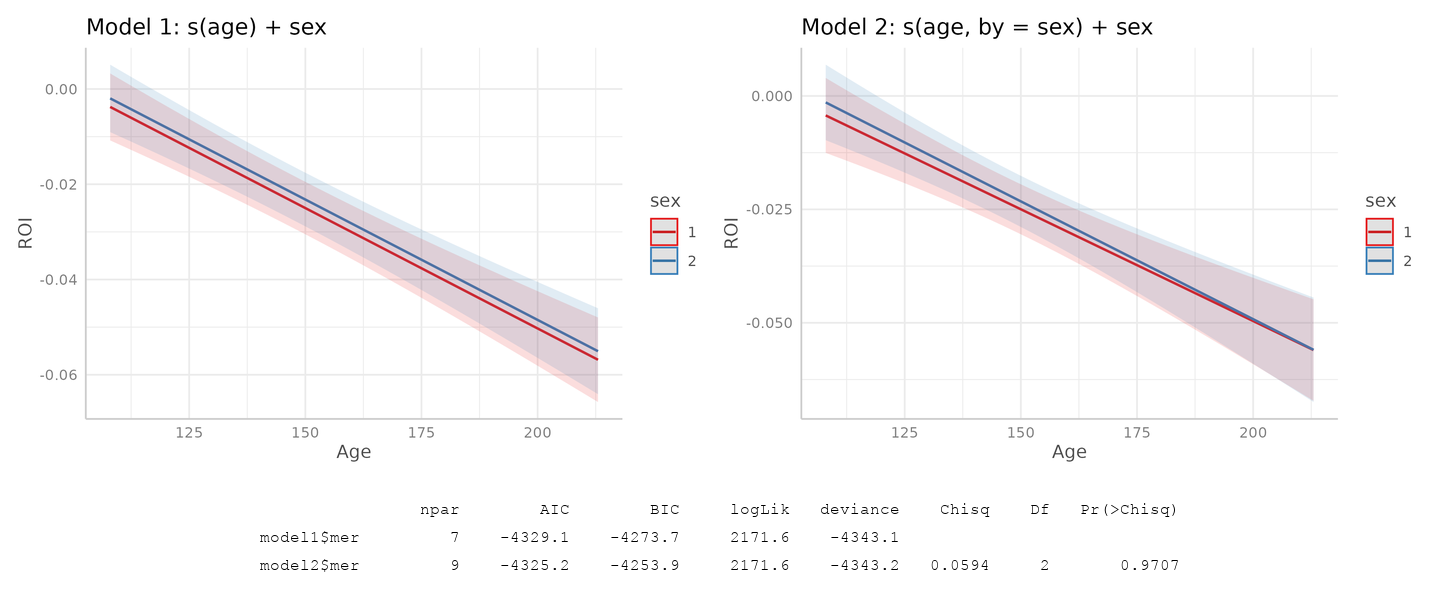 Model 1: s(age) + sex
0.00
-0.02
-0.04
-0.06
ROI
125 150 175 200
Age
sex
1
2
Model 2: s(age, by = sex) + sex
0.000
-0.025
-0.050
ROI
125 150 175 200
Age
sex
1
2
npar AIC BIC logLik deviance Chisq Df Pr(>Chisq)
model1$mer 7 -4329.1 -4273.7 2171.6 -4343.1
model2$mer 9 -4325.2 -4253.9 2171.6 -4343.2 0.0594 2 0.9707